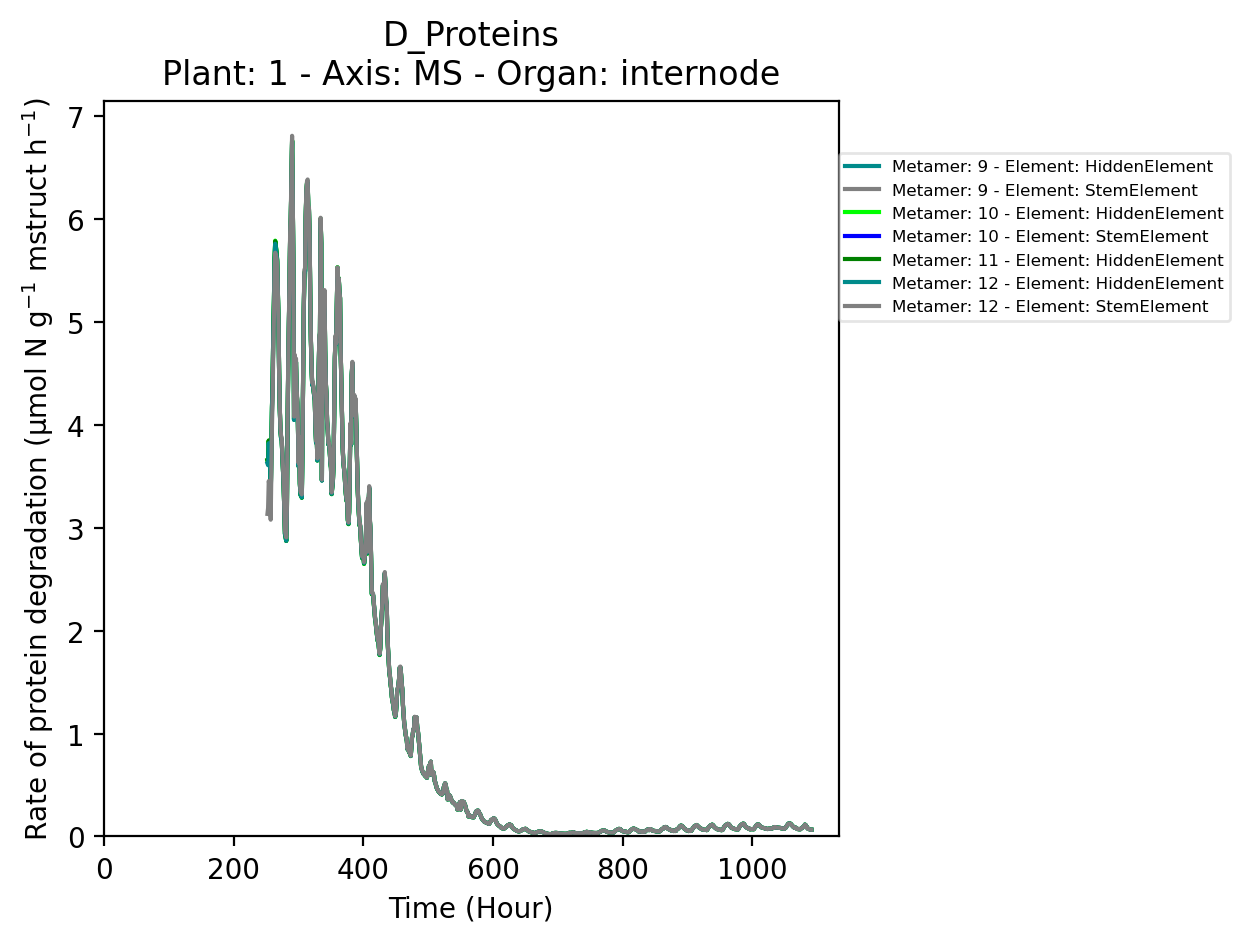 D_Proteins
Plant: 1 - Axis: MS - Organ: internode
Rate of protein degradation (µmol N g⁻¹ mstruct h⁻¹)
7
6
5
4
3
2
1
0
0 200 400 600 800 1000
Time (Hour)
Metamer: 9 - Element: HiddenElement
Metamer: 9 - Element: StemElement
Metamer: 10 - Element: HiddenElement
Metamer: 10 - Element: StemElement
Metamer: 11 - Element: HiddenElement
Metamer: 12 - Element: HiddenElement
Metamer: 12 - Element: StemElement